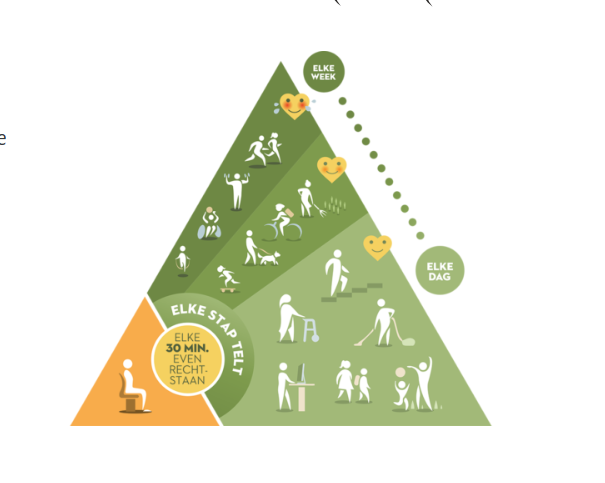 ELKE
WEEK
e
ELKE
DAG
ELKE STAP TELT
ELKE
30 MIN.
EVEN
RECHT-
STAAN